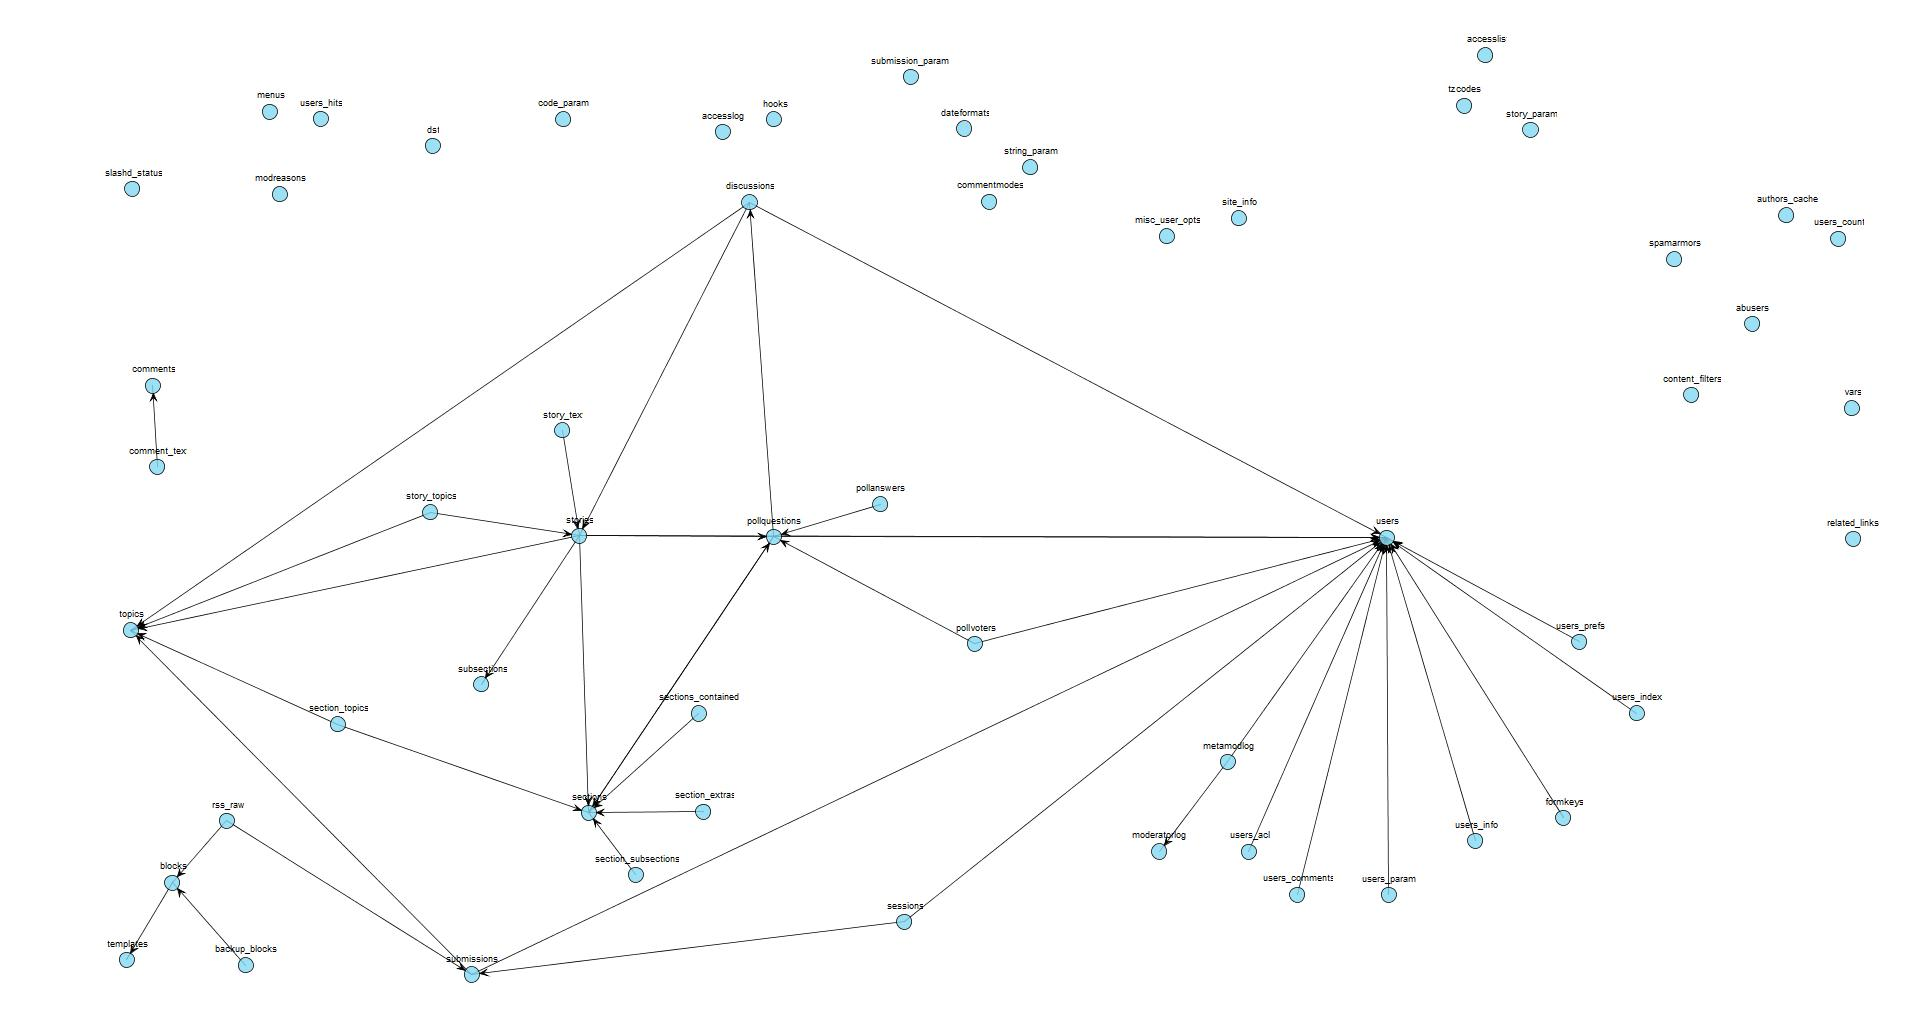 accesslis
submission_param
tzcodes
menus
users_hits
code_param
hooks
accesslog
dateformats
story_param
dst
string_param
slashd_status
modreasons
discussions
commentmodes
authors_cache
site_info
misc_user_opts
users_count
spamarmors
abusers
comments
content_filters
vars
story_tex
comment_tex
pollanswers
story_topics
stories
pollquestions
users
related_links
topics
pollvoters
users_prefs
subsections
sections_contained
users_index
section_topics
metamodlog
sections
section_extras
rss_raw
formkeys
users_info
moderatorlog
users_acl
section_subsections
blocks
users_comments
users_param
sessions
templates
backup_blocks
submissions